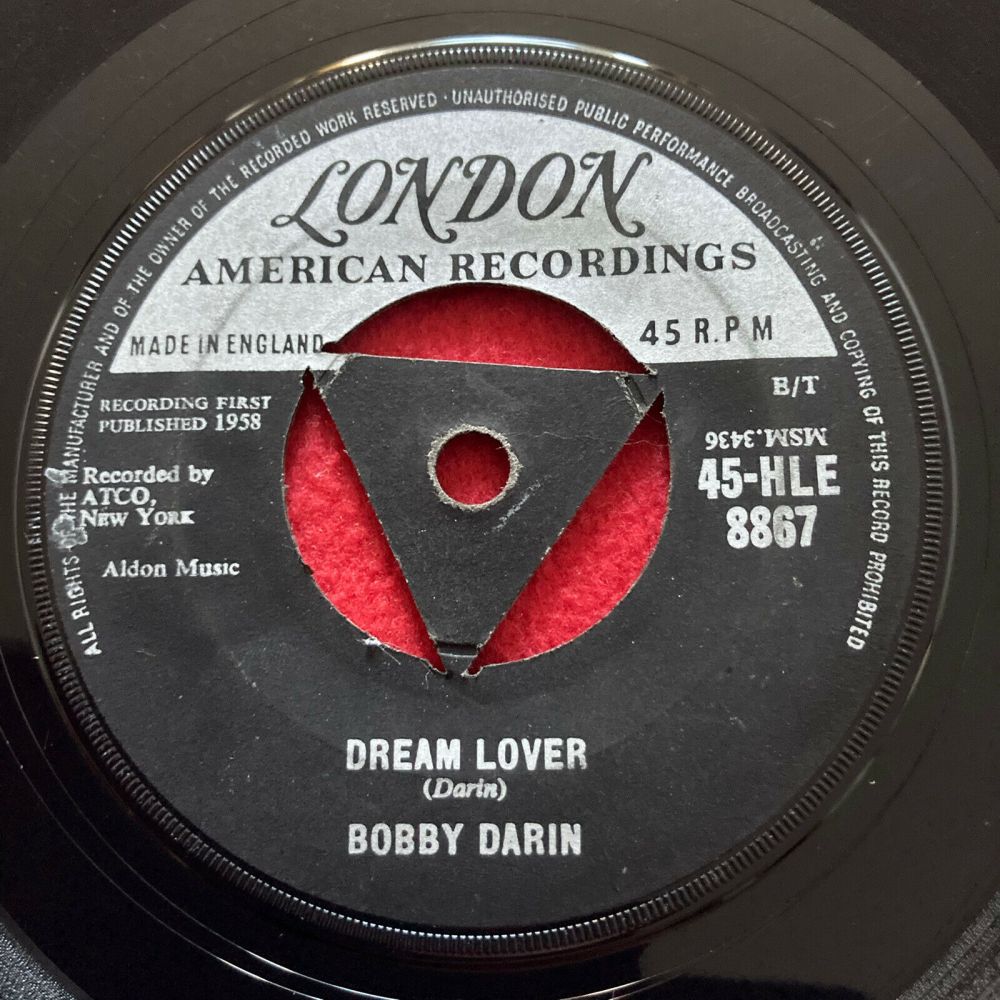 ALL RIGHTS OF THE MANUFACTURER AND OF THE OWNER OF THE RECORDED WORK RESERVED · UNAUTHORISED PUBLIC PERFORMANCE BROADCASTING AND COPYING OF THIS RECORD PROHIBITED
LONDON
AMERICAN RECORDINGS
MADE IN ENGLAND
45 R.P M
RECORDING FIRST
PUBLISHED 1958
Recorded by
ATCO,
NEW YORK
Aldon Music
B/T
MSM.3436
45-HLE
8867
DREAM LOVER
(Darin)
BOBBY DARIN